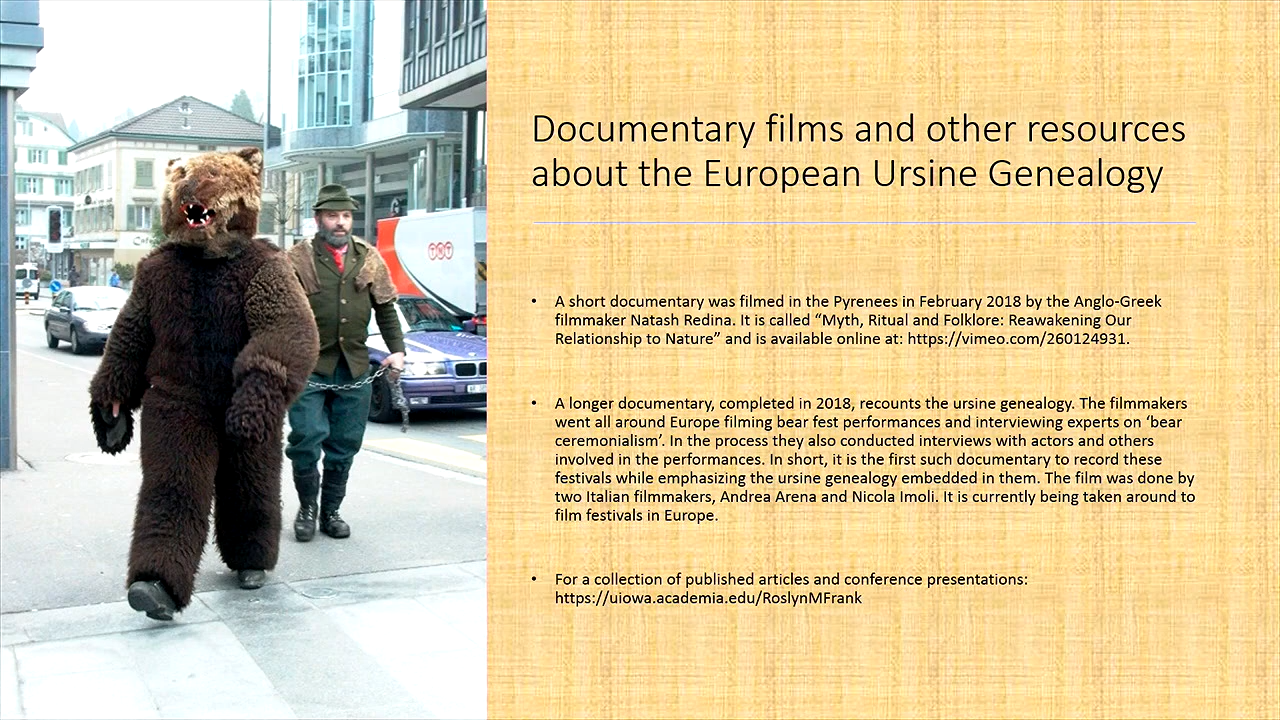 Documentary films and other resources
about the European Ursine Genealogy
• A short documentary was filmed in the Pyrenees in February 2018 by the Anglo-Greek
filmmaker Natash Redina. It is called “Myth, Ritual and Folklore: Reawakening Our
Relationship to Nature” and is available online at: https://vimeo.com/260124931.
• A longer documentary, completed in 2018, recounts the ursine genealogy. The filmmakers
went all around Europe filming bear fest performances and interviewing experts on ‘bear
ceremonialism’. In the process they also conducted interviews with actors and others
involved in the performances. In short, it is the first such documentary to record these
festivals while emphasizing the ursine genealogy embedded in them. The film was done by
two Italian filmmakers, Andrea Arena and Nicola Imoli. It is currently being taken around to
film festivals in Europe.
• For a collection of published articles and conference presentations:
https://uiowa.academia.edu/RoslynMFrank
TNT